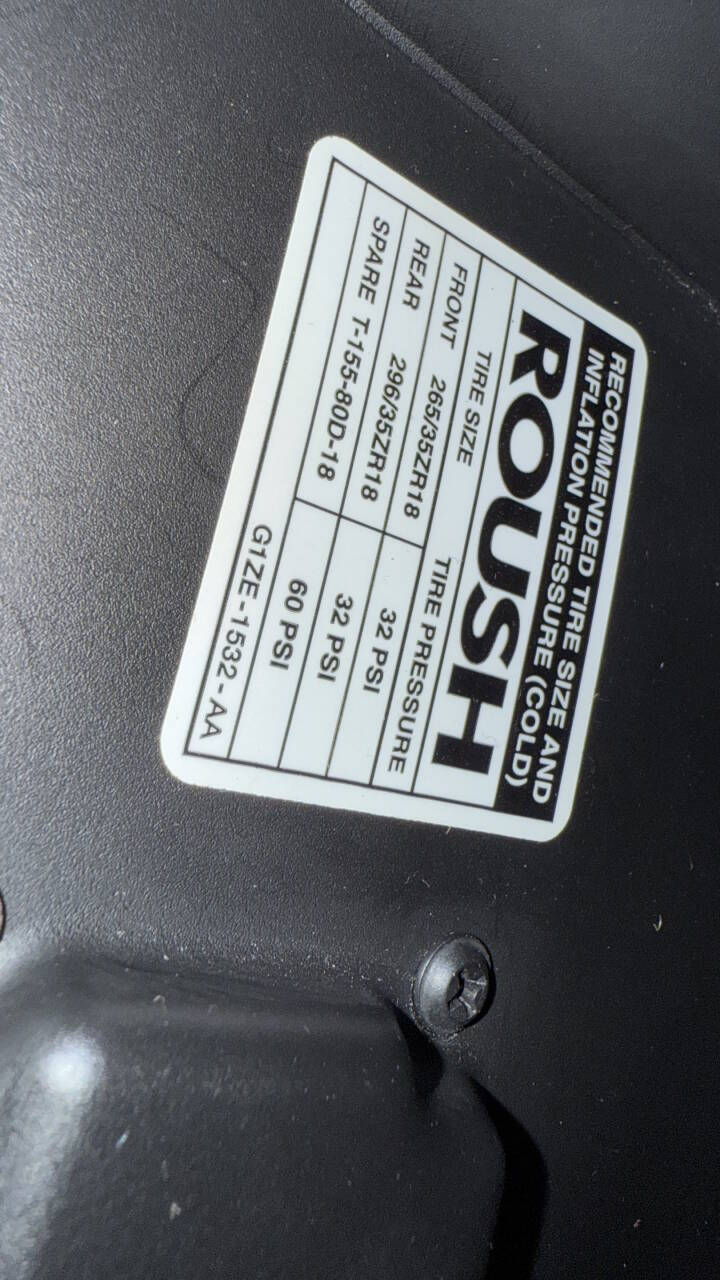 RECOMMENDED TIRE SIZE AND
INFLATION PRESSURE (COLD)
ROUSH
TIRE SIZE TIRE PRESSURE
FRONT 265/35ZR18 32 PSI
REAR 296/35ZR18 32 PSI
SPARE T-155-80D-18 60 PSI
G1ZE-1532-AA